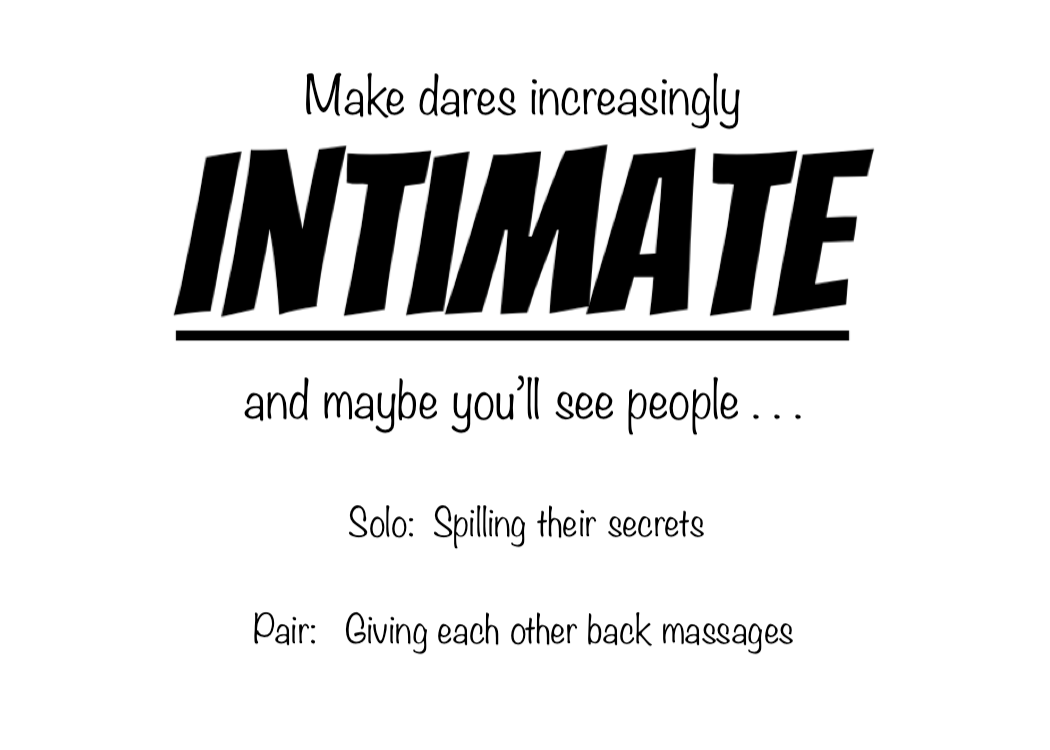 Make dares increasingly
INTIMATE
and maybe you'll see people . . .
Solo: Spilling their secrets
Pair: Giving each other back massages